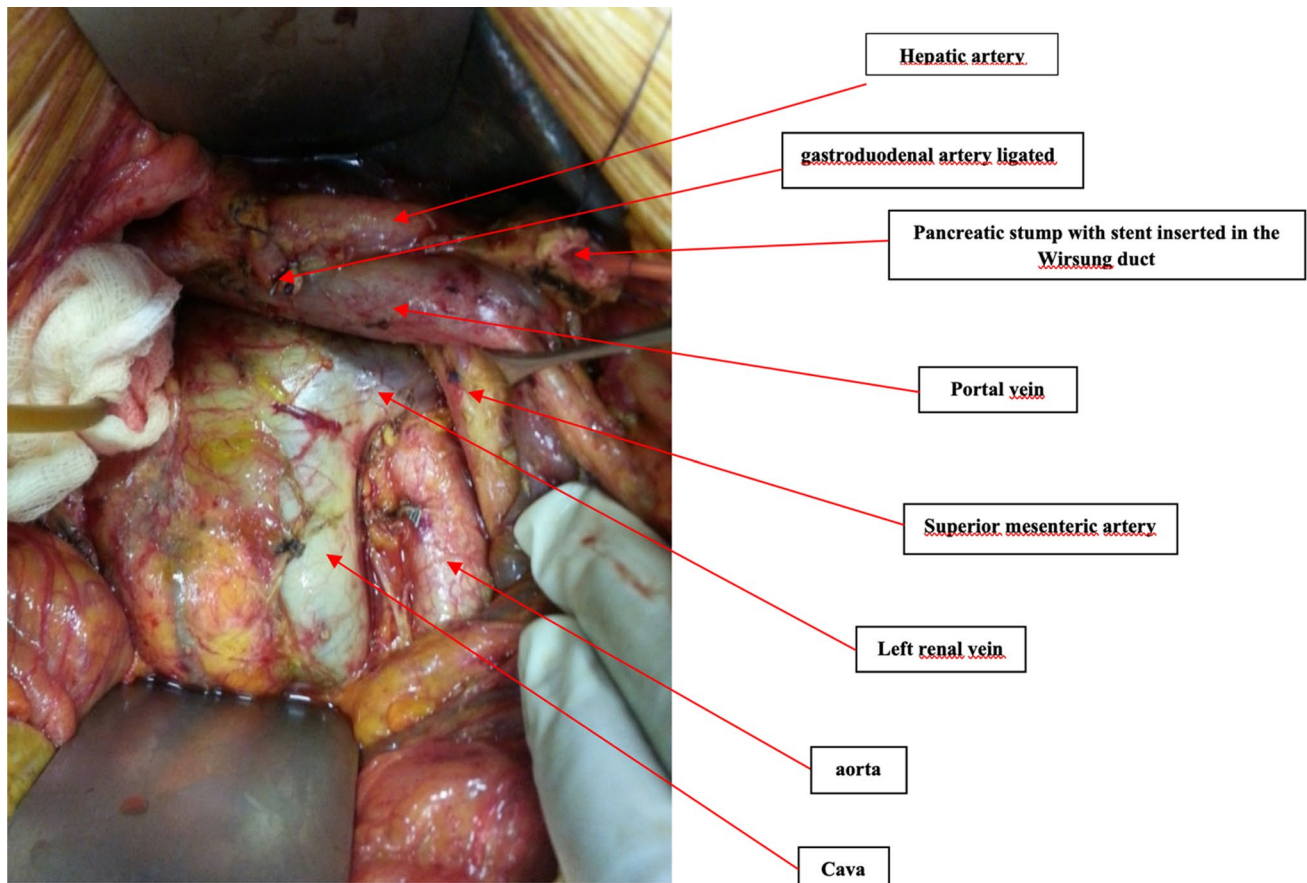 Hepatic artery
gastroduodenal artery ligated
Pancreatic stump with stent inserted in the
Wirsung duct
Portal vein
Superior mesenteric artery
Left renal vein
aorta
Cava